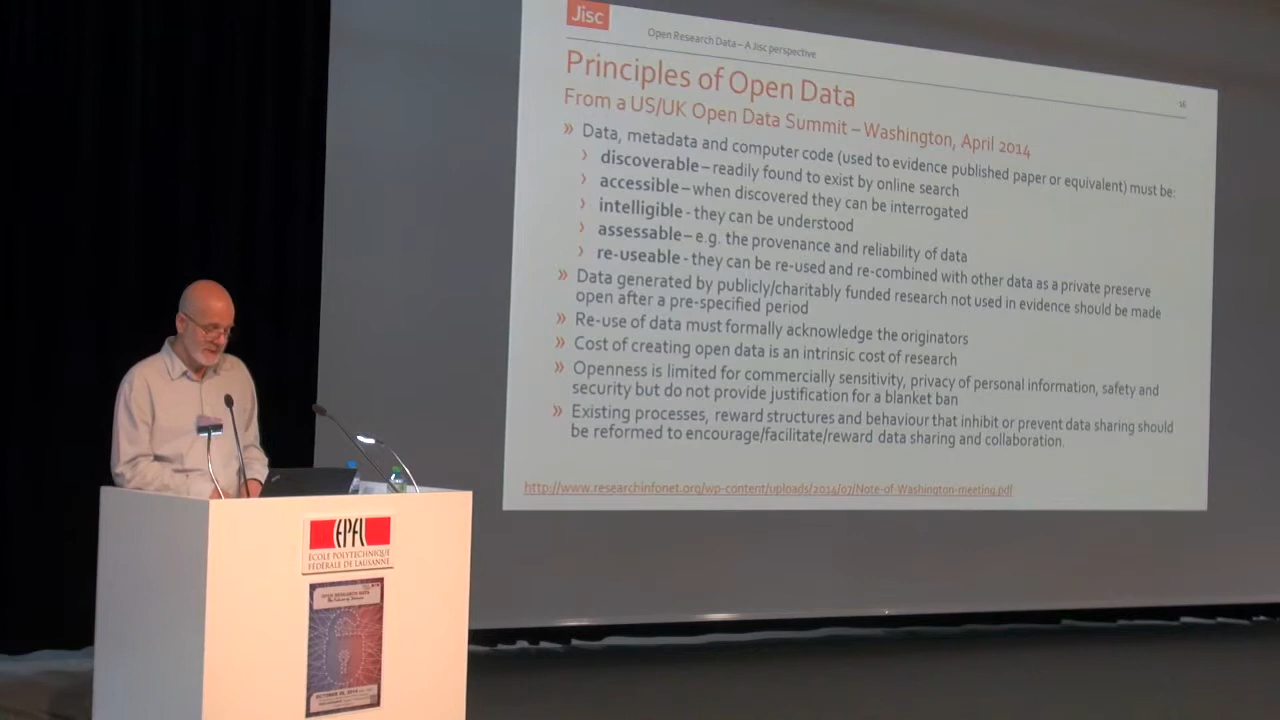 Jisc
Open Research Data – A Jisc perspective
16
Principles of Open Data
From a US/UK Open Data Summit – Washington, April 2014
» Data, metadata and computer code (used to evidence published paper or equivalent) must be:
› discoverable – readily found to exist by online search
› accessible – when discovered they can be interrogated
› intelligible - they can be understood
› assessable – e.g. the provenance and reliability of data
› re-useable - they can be re-used and re-combined with other data as a private preserve
» Data generated by publicly/charitably funded research not used in evidence should be made
open after a pre-specified period
» Re-use of data must formally acknowledge the originators
» Cost of creating open data is an intrinsic cost of research
» Openness is limited for commercially sensitivity, privacy of personal information, safety and
security but do not provide justification for a blanket ban
» Existing processes, reward structures and behaviour that inhibit or prevent data sharing should
be reformed to encourage/facilitate/reward data sharing and collaboration.
http://www.researchinfonet.org/wp-content/uploads/2014/07/Note-of-Washington-meeting.pdf
EPFL
ÉCOLE POLYTECHNIQUE
FÉDÉRALE DE LAUSANNE
OPEN RESEARCH DATA
OCTOBER 28, 2014